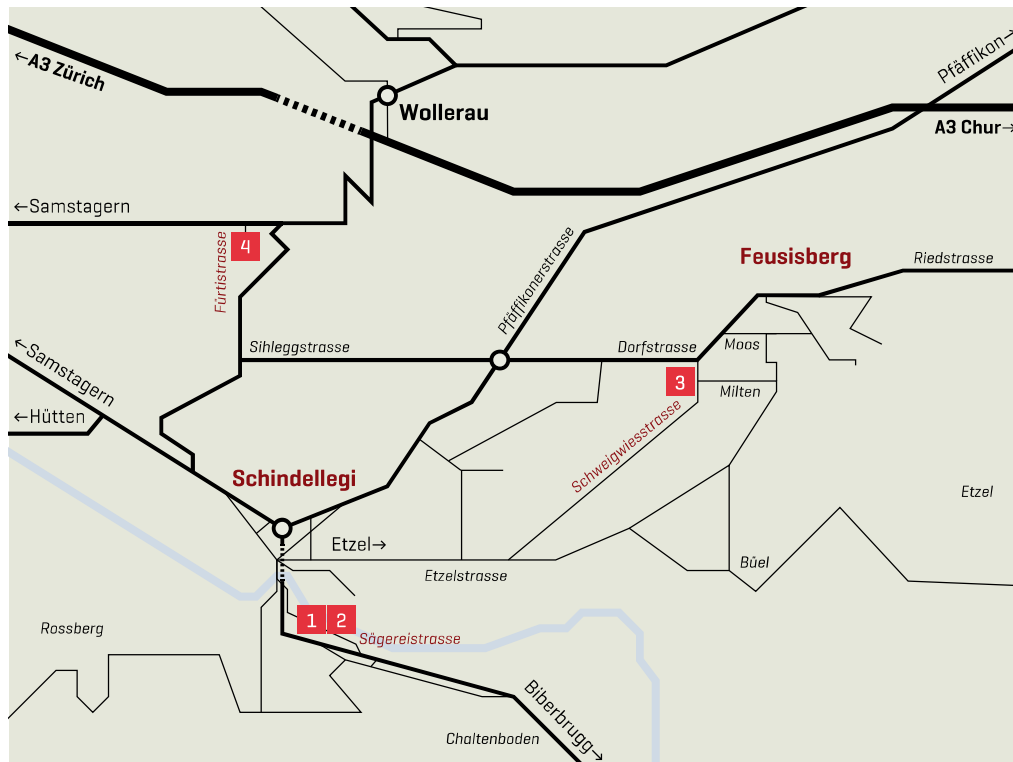 ←A3 Zürich
Pfäffikon→
Wollerau
A3 Chur→
←Samstagern
4
Fürtistrasse
Pfäffikonerstrasse
Feusisberg
Riedstrasse
Sihleggstrasse
Dorfstrasse
Moos
←Samstagern
3
Milten
←Hütten
Schweigwiesstrasse
Schindellegi
Etzel
Etzel→
Büel
Etzelstrasse
1 2
Rossberg
Sägereistrasse
Biberbrugg→
Chaltenboden